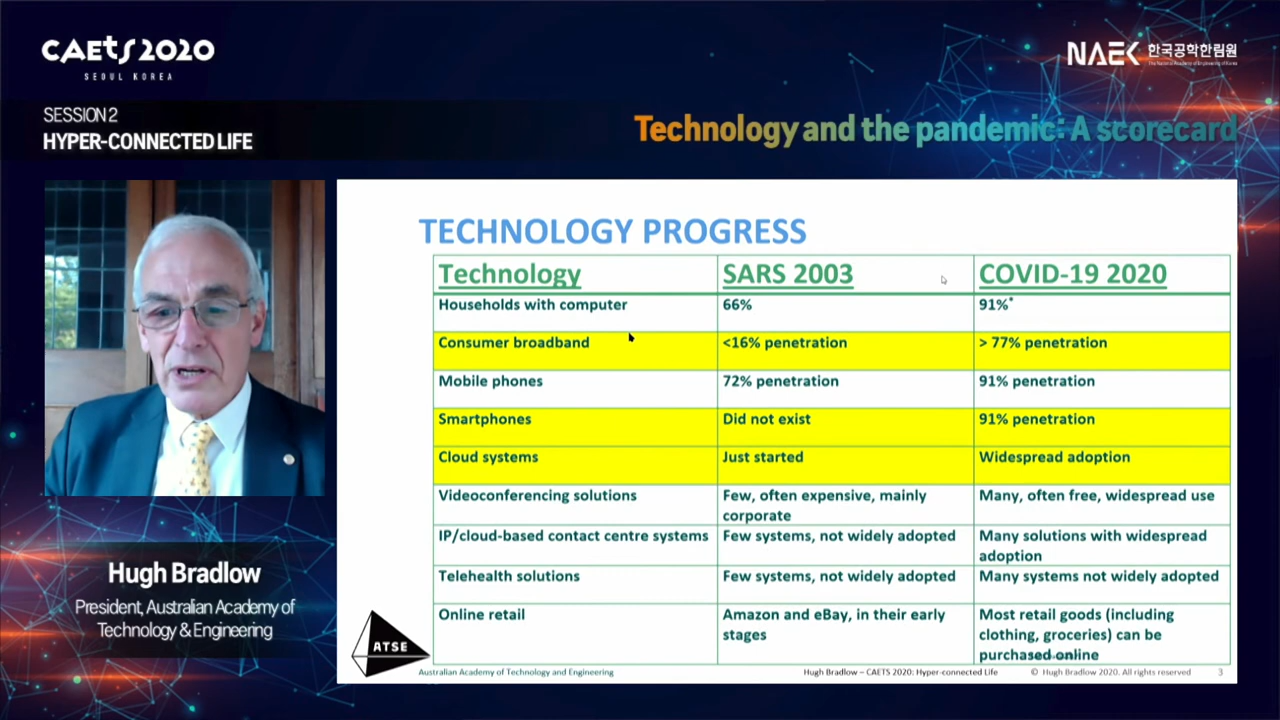 CAETS 2020
SEOUL KOREA
NAEK 한국공학한림원
The National Academy of Engineering of Korea
SESSION 2
HYPER-CONNECTED LIFE
Technology and the pandemic: A scorecard
TECHNOLOGY PROGRESS
Technology SARS 2003 COVID-19 2020
Households with computer 66% 91%*
Consumer broadband <16% penetration > 77% penetration
Mobile phones 72% penetration 91% penetration
Smartphones Did not exist 91% penetration
Cloud systems Just started Widespread adoption
Videoconferencing solutions Few, often expensive, mainly corporate Many, often free, widespread use
IP/cloud-based contact centre systems Few systems, not widely adopted Many solutions with widespread adoption
Telehealth solutions Few systems, not widely adopted Many systems not widely adopted
Online retail Amazon and eBay, in their early stages Most retail goods (including clothing, groceries) can be purchased online
Hugh Bradlow
President, Australian Academy of
Technology & Engineering
ATSE
Australian Academy of Technology and Engineering Hugh Bradlow – CAETS 2020: Hyper-connected Life © Hugh Bradlow 2020. All rights reserved 3